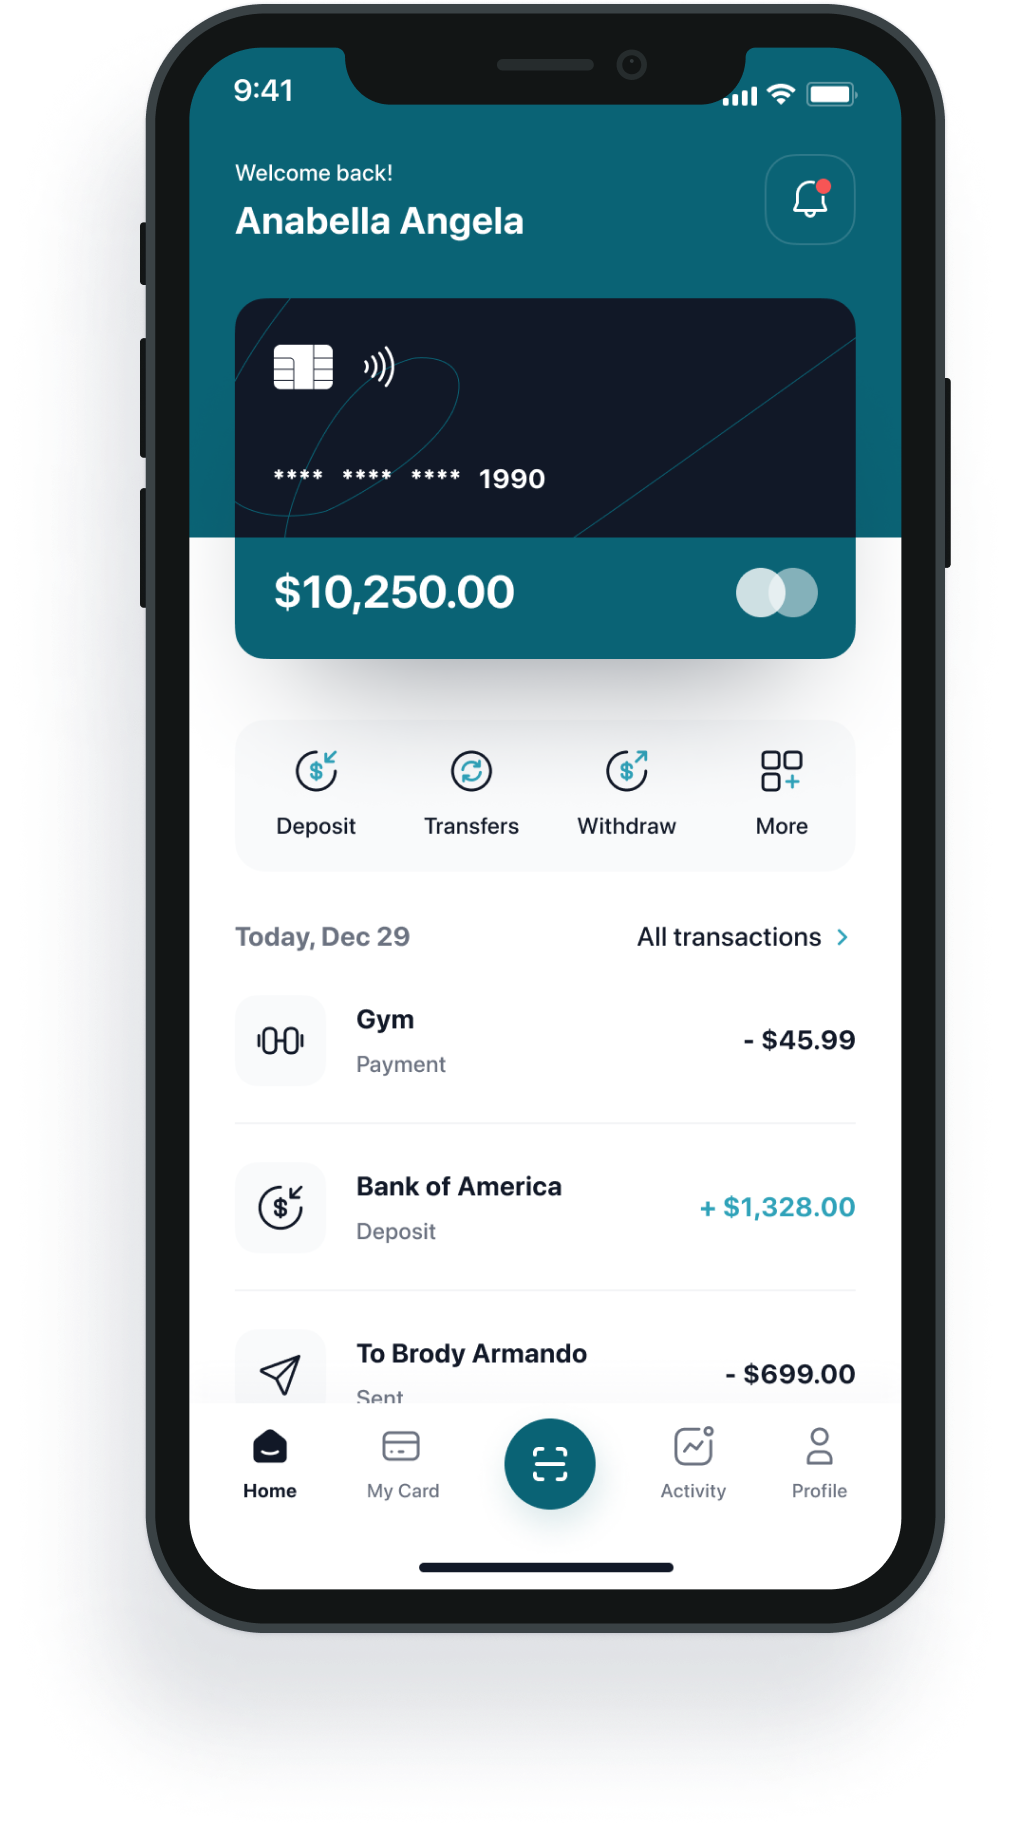 9:41
Welcome back!
Anabella Angela
**** **** **** 1990
$10,250.00
Deposit Transfers Withdraw More
Today, Dec 29 All transactions
Gym
Payment
- $45.99
Bank of America
Deposit
+ $1,328.00
To Brody Armando
Sent
- $699.00
Home My Card Activity Profile